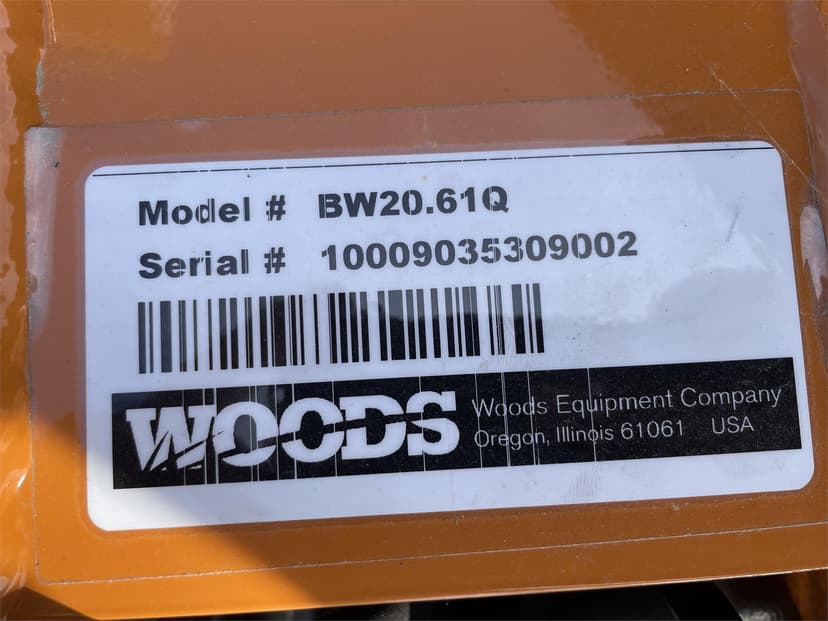 Model # BW20.61Q
Serial # 10009035309002
WOODS
Woods Equipment Company
Oregon, Illinois 61061 USA